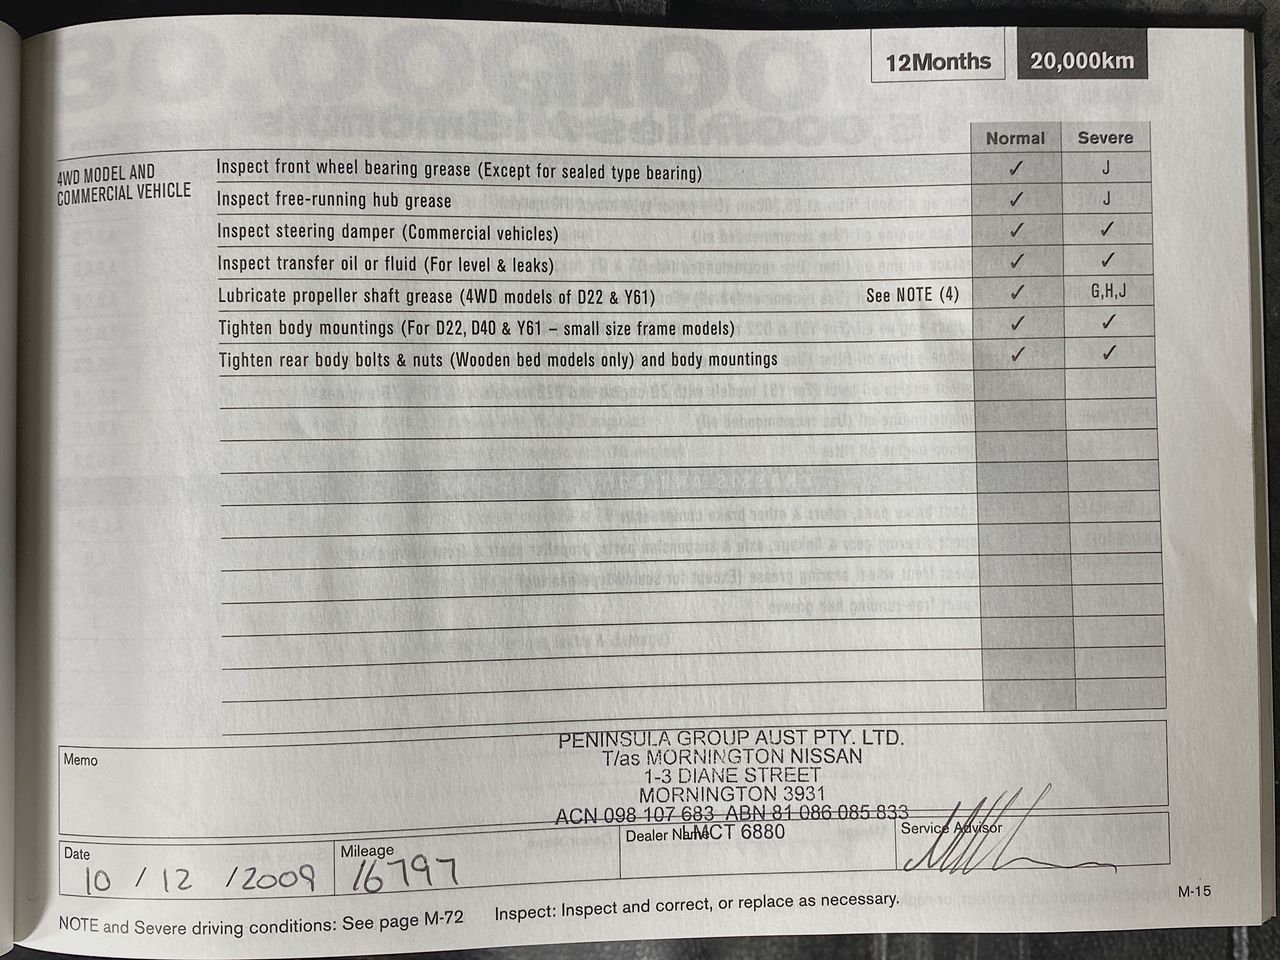 12Months 20,000km
Normal Severe
4WD MODEL AND
COMMERCIAL VEHICLE
Inspect front wheel bearing grease (Except for sealed type bearing) ✓ J
Inspect free-running hub grease ✓ J
Inspect steering damper (Commercial vehicles) ✓ ✓
Inspect transfer oil or fluid (For level & leaks) ✓ ✓
Lubricate propeller shaft grease (4WD models of D22 & Y61) See NOTE (4) ✓ G,H,J
Tighten body mountings (For D22, D40 & Y61 – small size frame models) ✓ ✓
Tighten rear body bolts & nuts (Wooden bed models only) and body mountings ✓ ✓
Memo
PENINSULA GROUP AUST PTY. LTD.
T/as MORNINGTON NISSAN
1-3 DIANE STREET
MORNINGTON 3931
ACN 098 107 683 ABN 81 086 085 833
LMCT 6880
Date
10 / 12 / 2009
Mileage
16797
Dealer Name
Service Advisor
NOTE and Severe driving conditions: See page M-72 Inspect: Inspect and correct, or replace as necessary.
M-15